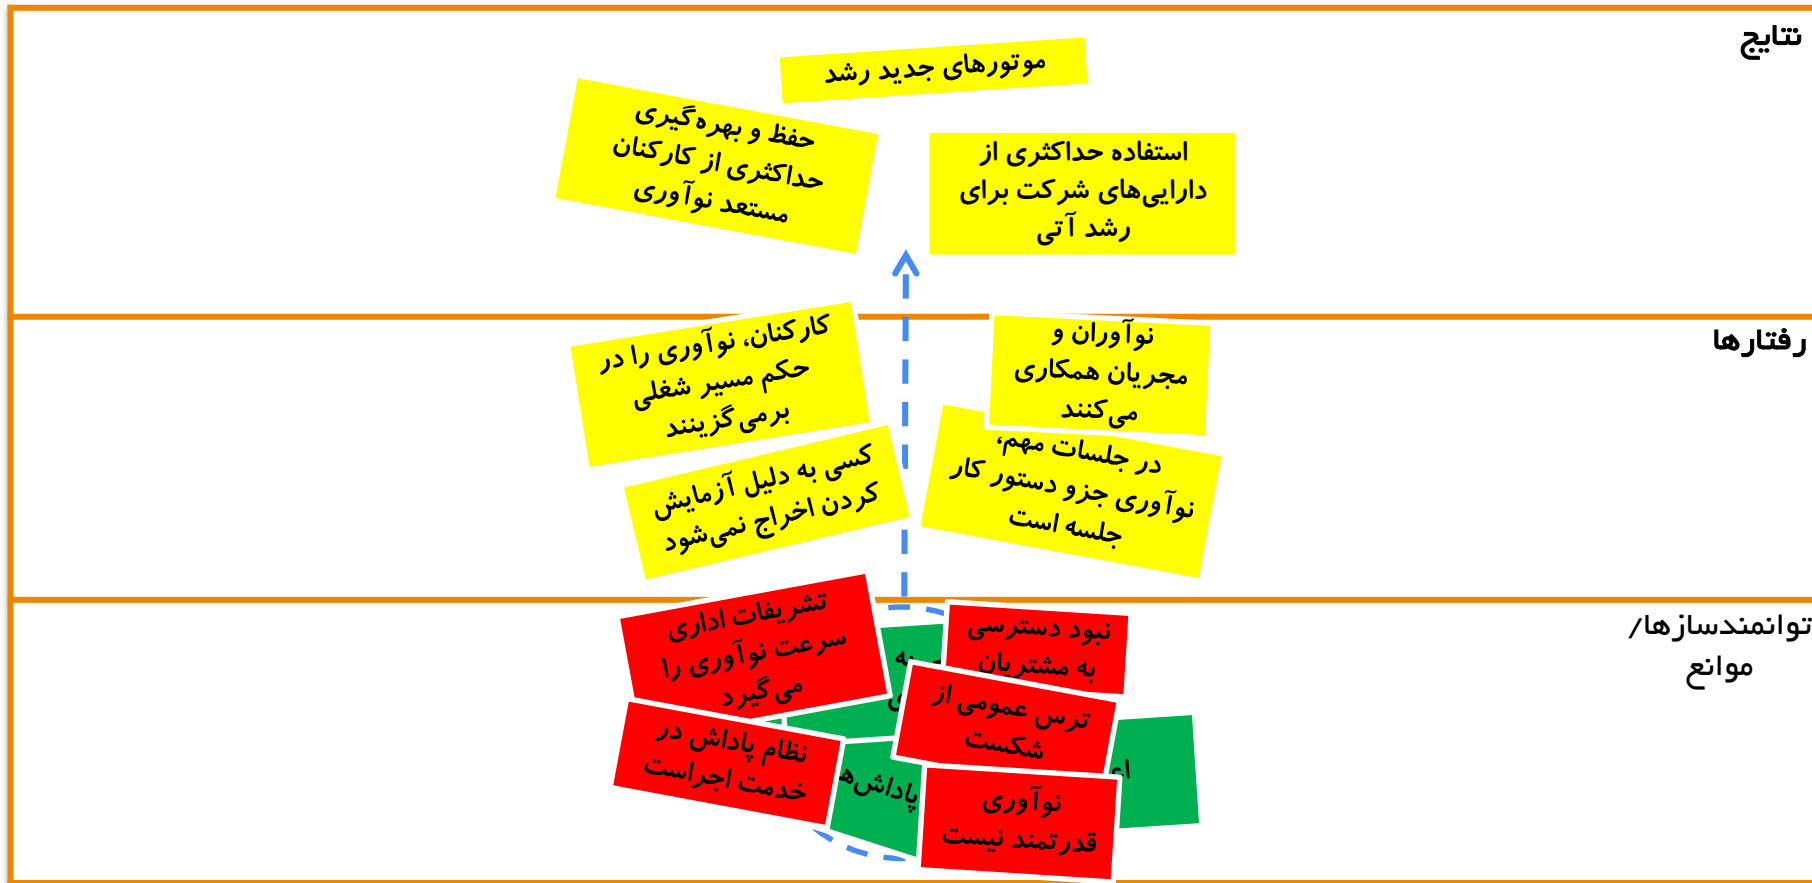 نتایج
موتورهای جدید رشد
حفظ و بهره‌گیری
حداکثری از کارکنان
مستعد نوآوری
استفاده حداکثری از
دارایی‌های شرکت برای
رشد آتی
رفتارها
کارکنان، نوآوری را در
حکم مسیر شغلی
برمی‌گزینند
نوآوران و
مجریان همکاری
می‌کنند
کسی به دلیل آزمایش
کردن اخراج نمی‌شود
در جلسات مهم،
نوآوری جزو دستور کار
جلسه است
توانمندسازها/
موانع
تشریفات اداری
سرعت نوآوری را
می‌گیرد
نبود دسترسی
به مشتریان
ترس عمومی از
شکست
نظام پاداش در
خدمت اجراست
نوآوری
قدرتمند نیست